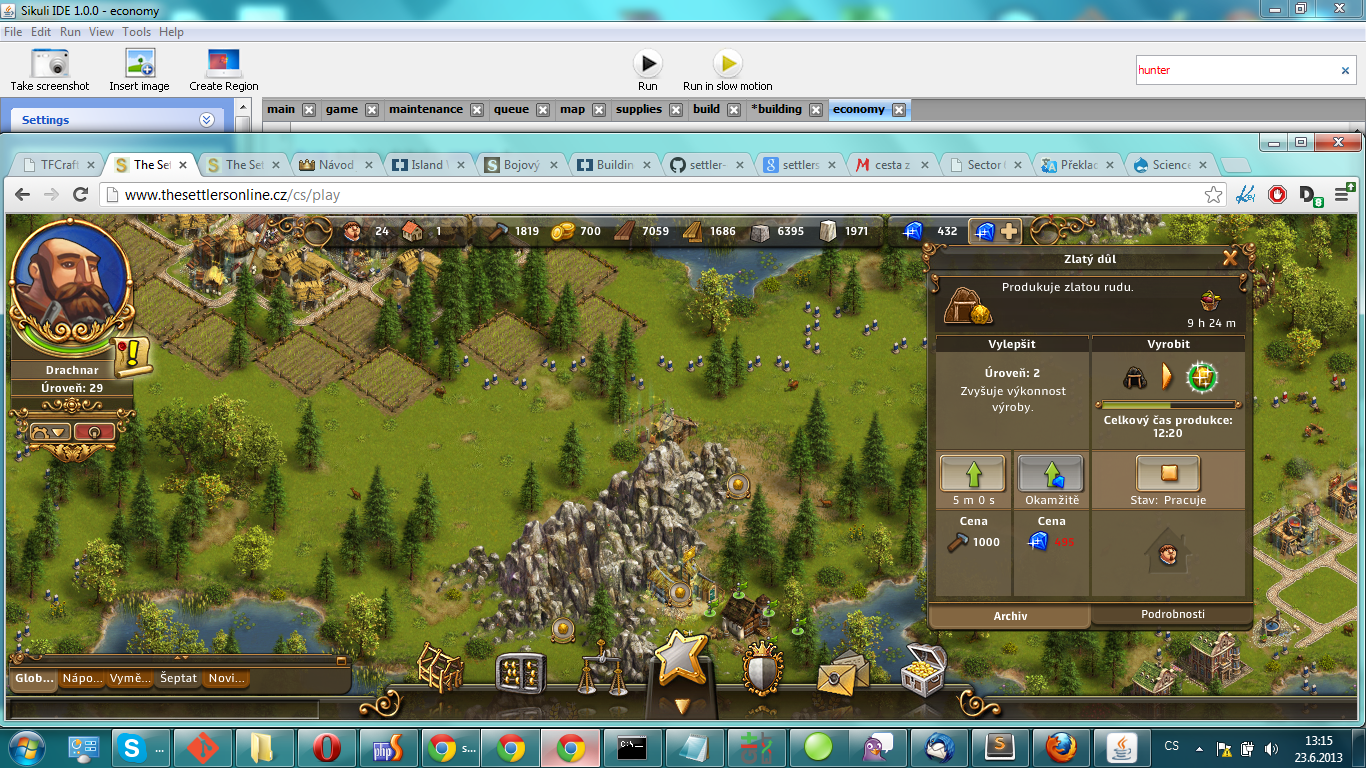 Sikuli IDE 1.0.0 - economy
File Edit Run View Tools Help
Take screenshot
Insert image
Create Region
Run
Run in slow motion
hunter
main
game
maintenance
queue
map
supplies
build
*building
economy
Settings
TFCraft
The Set
The Set
Návod
Island
Bojový
Buildin
settler-
settlers
cesta z
Sector
Překlad
Science
www.thesettlersonline.cz/cs/play
24
1
1819
700
7059
1686
6395
1971
432
Drachnar
Úroveň: 29
Zlatý důl
Produkuje zlatou rudu.
9 h 24 m
Vylepšit
Vyrobit
Úroveň: 2
Zvyšuje výkonnost
výroby.
Celkový čas produkce:
12:20
5 m 0 s
Okamžitě
Stav: Pracuje
Cena
Cena
1000
495
Archiv
Podrobnosti
Glob...
Nápo...
Vymě...
Šeptat
Novi...
s...
C:\
CS
13:15
23.6.2013